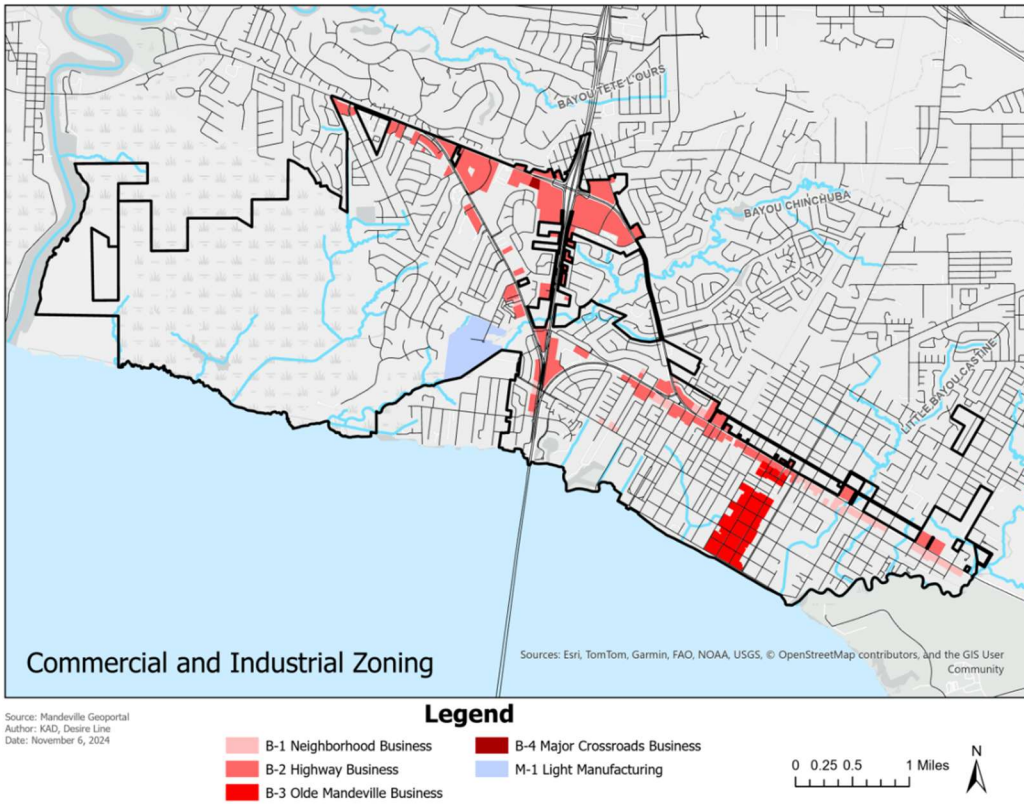 BAYOU TETE L'OURS
BAYOU CHINCHUBA
LITTLE BAYOU CASTINE
Commercial and Industrial Zoning
Sources: Esri, TomTom, Garmin, FAO, NOAA, USGS, © OpenStreetMap contributors, and the GIS User
Community
Source: Mandeville Geoportal
Author: KAD, Desire Line
Date: November 6, 2024
Legend
B-1 Neighborhood Business
B-2 Highway Business
B-3 Olde Mandeville Business
B-4 Major Crossroads Business
M-1 Light Manufacturing
0 0.25 0.5 1 Miles
N